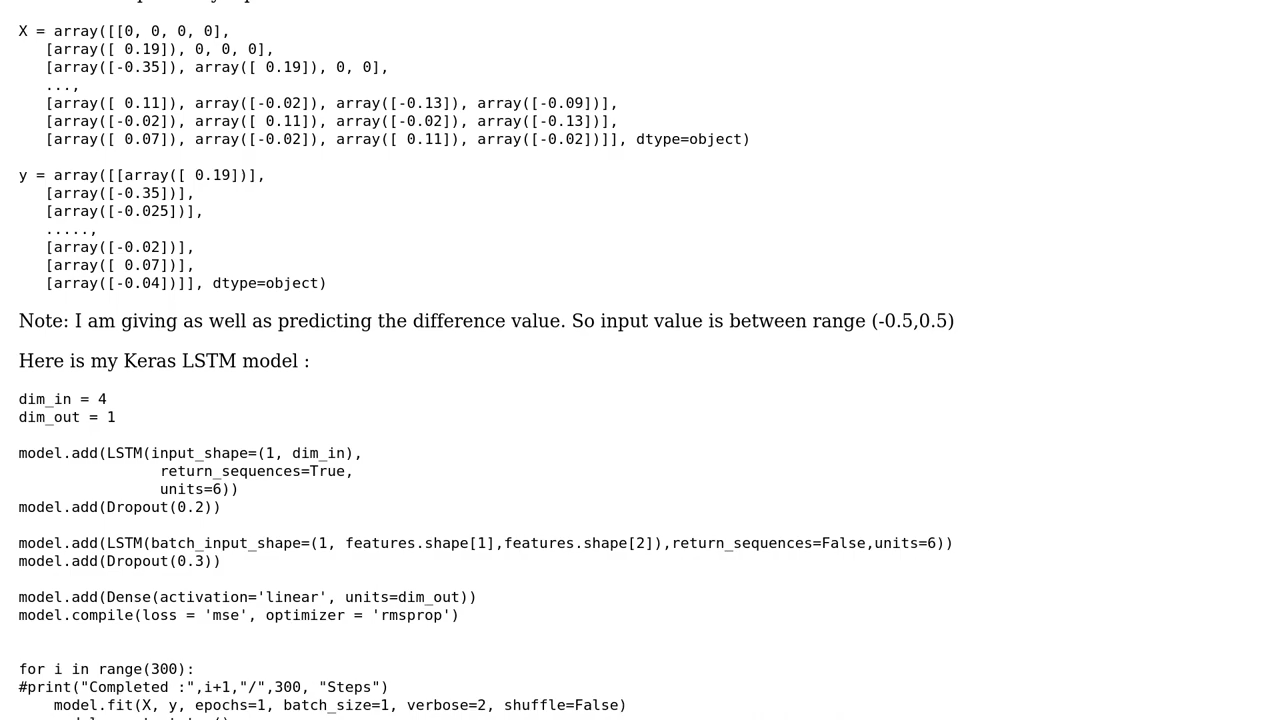 X = array([[0, 0, 0, 0],
   [array([ 0.19]), 0, 0, 0],
   [array([-0.35]), array([ 0.19]), 0, 0],
   ...,
   [array([ 0.11]), array([-0.02]), array([-0.13]), array([-0.09])],
   [array([-0.02]), array([ 0.11]), array([-0.02]), array([-0.13])],
   [array([ 0.07]), array([-0.02]), array([ 0.11]), array([-0.02])]], dtype=object)
y = array([[array([ 0.19])],
   [array([-0.35])],
   [array([-0.025])],
   .....,
   [array([-0.02])],
   [array([ 0.07])],
   [array([-0.04])]], dtype=object)
Note: I am giving as well as predicting the difference value. So input value is between range (-0.5,0.5)
Here is my Keras LSTM model :
dim_in = 4
dim_out = 1
model.add(LSTM(input_shape=(1, dim_in),
                return_sequences=True,
                units=6))
model.add(Dropout(0.2))
model.add(LSTM(batch_input_shape=(1, features.shape[1],features.shape[2]),return_sequences=False,units=6))
model.add(Dropout(0.3))
model.add(Dense(activation='linear', units=dim_out))
model.compile(loss = 'mse', optimizer = 'rmsprop')
for i in range(300):
#print("Completed :",i+1,"/",300, "Steps")
    model.fit(X, y, epochs=1, batch_size=1, verbose=2, shuffle=False)